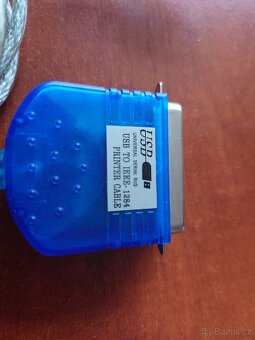 USB
UNIVERSAL SERIAL BUS
USB TO IEEE-1284
PRINTER CABLE
Bazos.cz